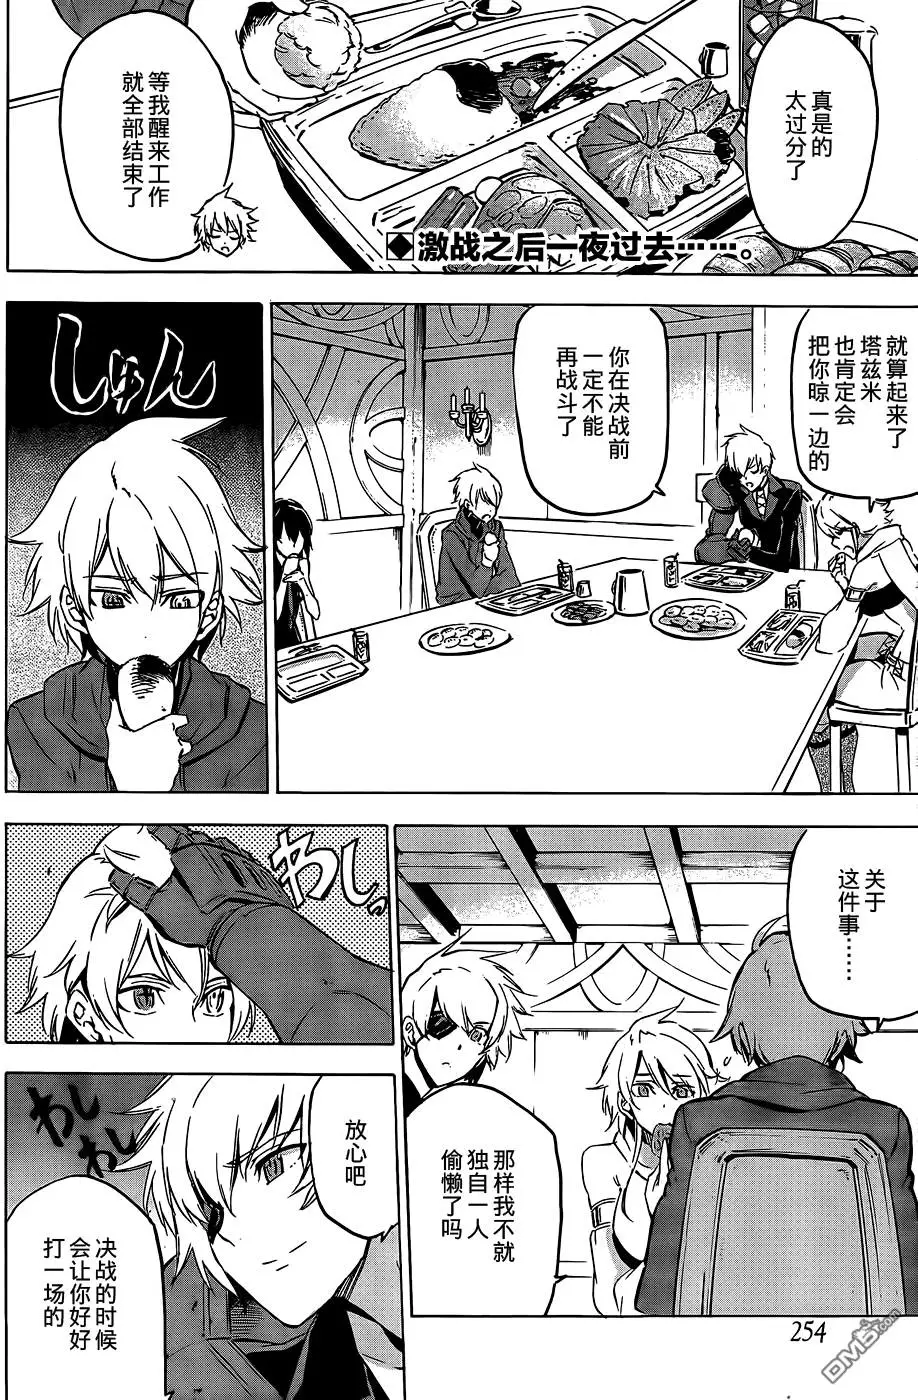 真是的
太过分了
等我醒来工作
就全部结束了
◆激战之后一夜过去……。
就算起来了
塔兹米
也肯定会
把你晾一边的
你在决战前
一定不能
再战斗了
しゅん
关于
这件事……
那样我不就
独自一人
偷懒了吗
わしっ
わし
わし
放心吧
决战的时候
会让你好好
打一场的
254
DM5.com